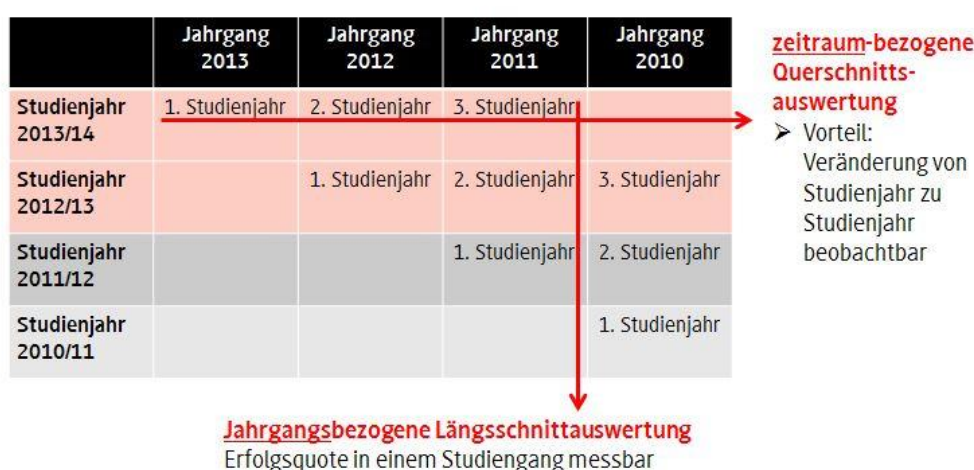 Jahrgang 2013
Jahrgang 2012
Jahrgang 2011
Jahrgang 2010
Studienjahr 2013/14
1. Studienjahr
2. Studienjahr
3. Studienjahr
Studienjahr 2012/13
1. Studienjahr
2. Studienjahr
3. Studienjahr
Studienjahr 2011/12
1. Studienjahr
2. Studienjahr
Studienjahr 2010/11
1. Studienjahr
zeitraum-bezogene
Querschnitts-
auswertung
➢ Vorteil:
Veränderung von
Studienjahr zu
Studienjahr
beobachtbar
Jahrgangsbezogene Längsschnittauswertung
Erfolgsquote in einem Studiengang messbar